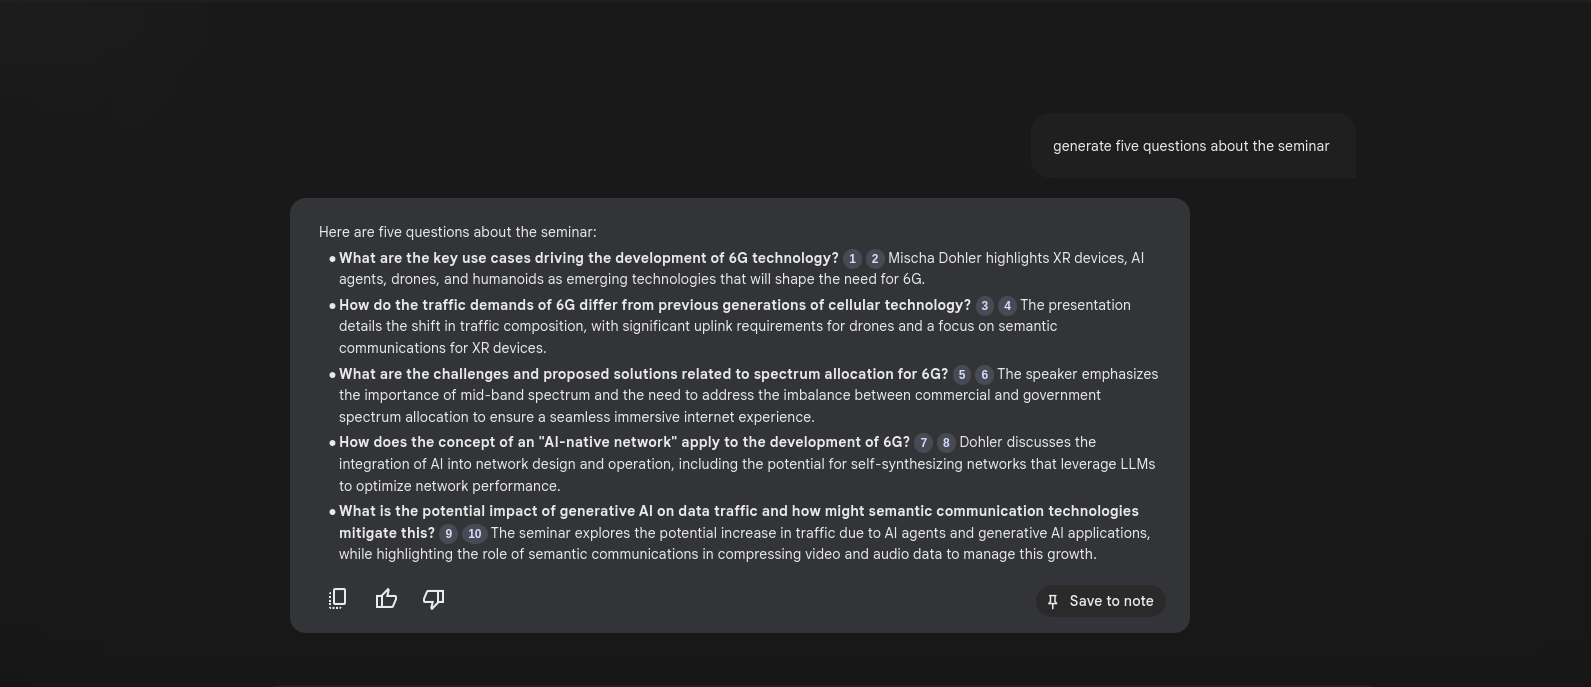 generate five questions about the seminar
Here are five questions about the seminar:
• What are the key use cases driving the development of 6G technology? 1 2 Mischa Dohler highlights XR devices, AI
agents, drones, and humanoids as emerging technologies that will shape the need for 6G.
• How do the traffic demands of 6G differ from previous generations of cellular technology? 3 4 The presentation
details the shift in traffic composition, with significant uplink requirements for drones and a focus on semantic
communications for XR devices.
• What are the challenges and proposed solutions related to spectrum allocation for 6G? 5 6 The speaker emphasizes
the importance of mid-band spectrum and the need to address the imbalance between commercial and government
spectrum allocation to ensure a seamless immersive internet experience.
• How does the concept of an "AI-native network" apply to the development of 6G? 7 8 Dohler discusses the
integration of AI into network design and operation, including the potential for self-synthesizing networks that leverage LLMs
to optimize network performance.
• What is the potential impact of generative AI on data traffic and how might semantic communication technologies
mitigate this? 9 10 The seminar explores the potential increase in traffic due to AI agents and generative AI applications,
while highlighting the role of semantic communications in compressing video and audio data to manage this growth.
Save to note